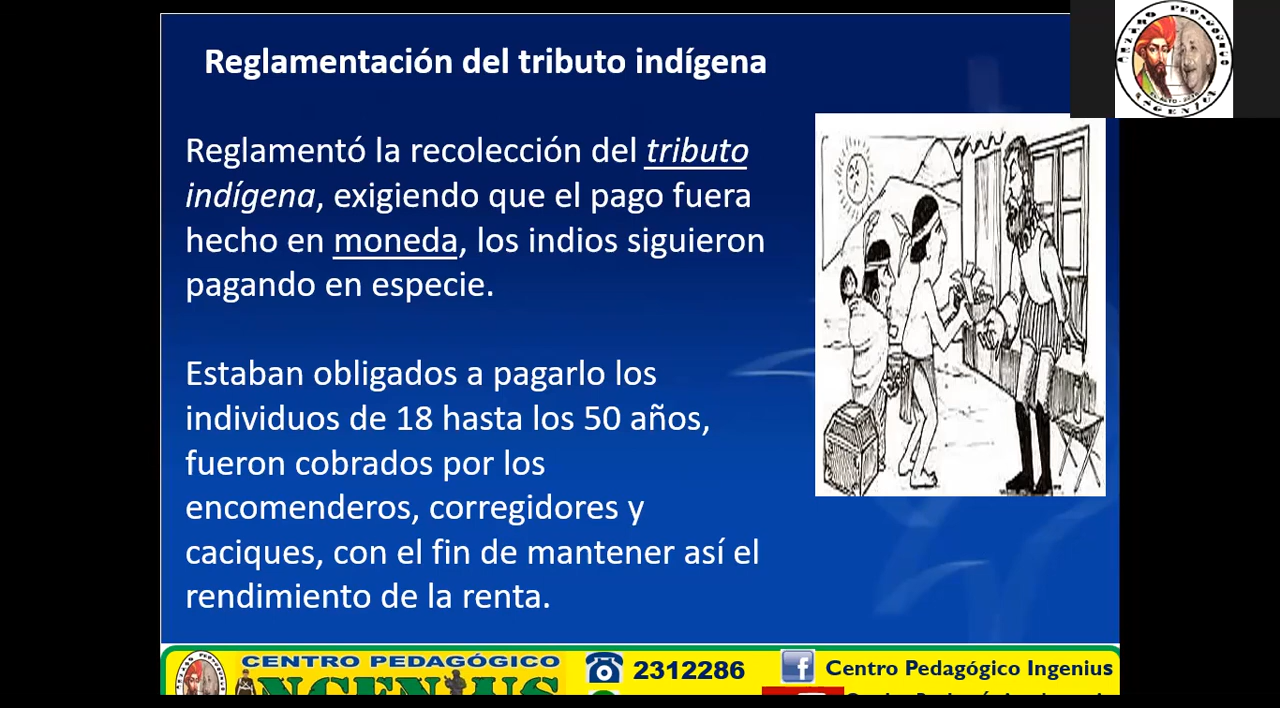 Reglamentación del tributo indígena
Reglamentó la recolección del tributo
indígena, exigiendo que el pago fuera
hecho en moneda, los indios siguieron
pagando en especie.
Estaban obligados a pagarlo los
individuos de 18 hasta los 50 años,
fueron cobrados por los
encomenderos, corregidores y
caciques, con el fin de mantener así el
rendimiento de la renta.
CENTRO PEDAGÓGICO
INGENIUS
2312286
Centro Pedagógico Ingenius